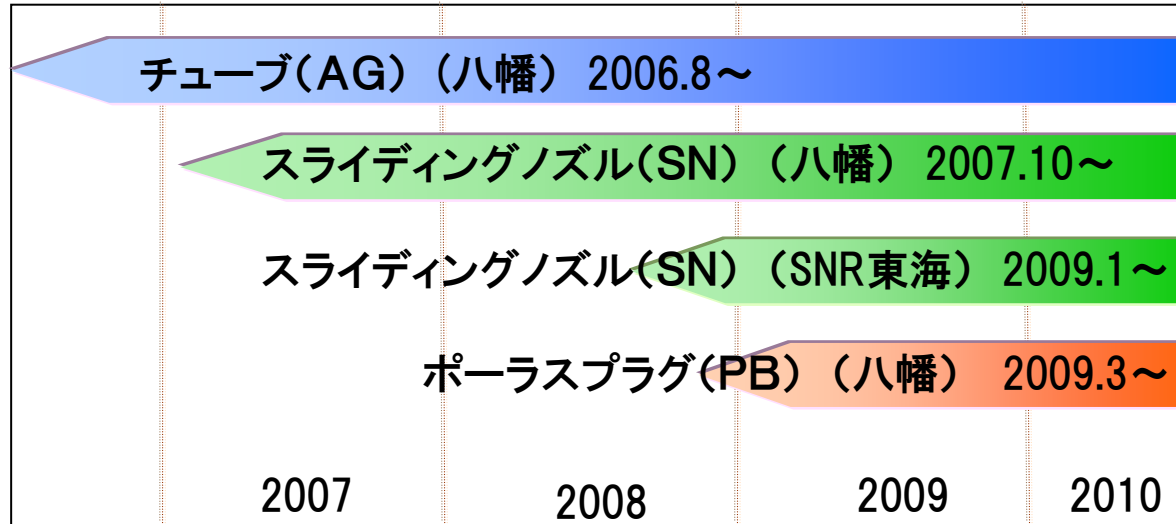 チューブ（AG）（八幡） 2006.8～
スライディングノズル（SN）（八幡） 2007.10～
スライディングノズル（SN）（SNR東海） 2009.1～
ポーラスプラグ（PB）（八幡） 2009.3～
2007 2008 2009 2010